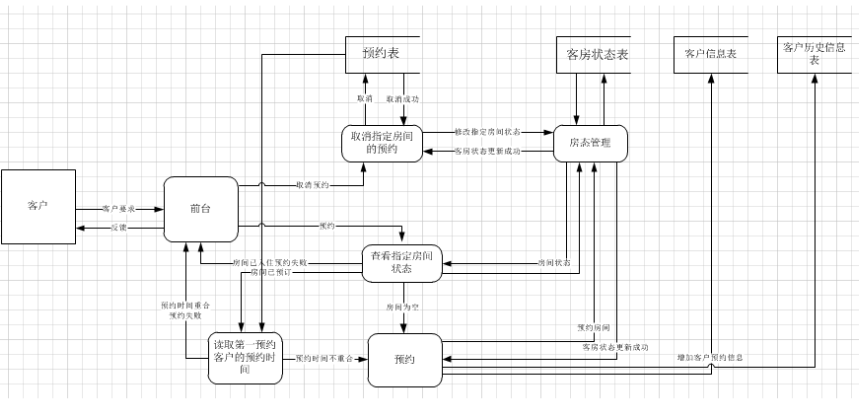 预约表
客房状态表
客户信息表
客户历史信息
表
取消
取消成功
取消指定房间
的预约
修改指定房间状态
客房状态更新成功
房态管理
客户
客户要求
反馈
前台
取消预约
预约
查看指定房间
状态
房间已入住预约失败
房间已预订
房间状态
预约时间重合
预约失败
房间为空
预约房间
客房状态更新成功
读取第一预约
客户的预约时
间
预约时间不重合
预约
增加客户预约信息